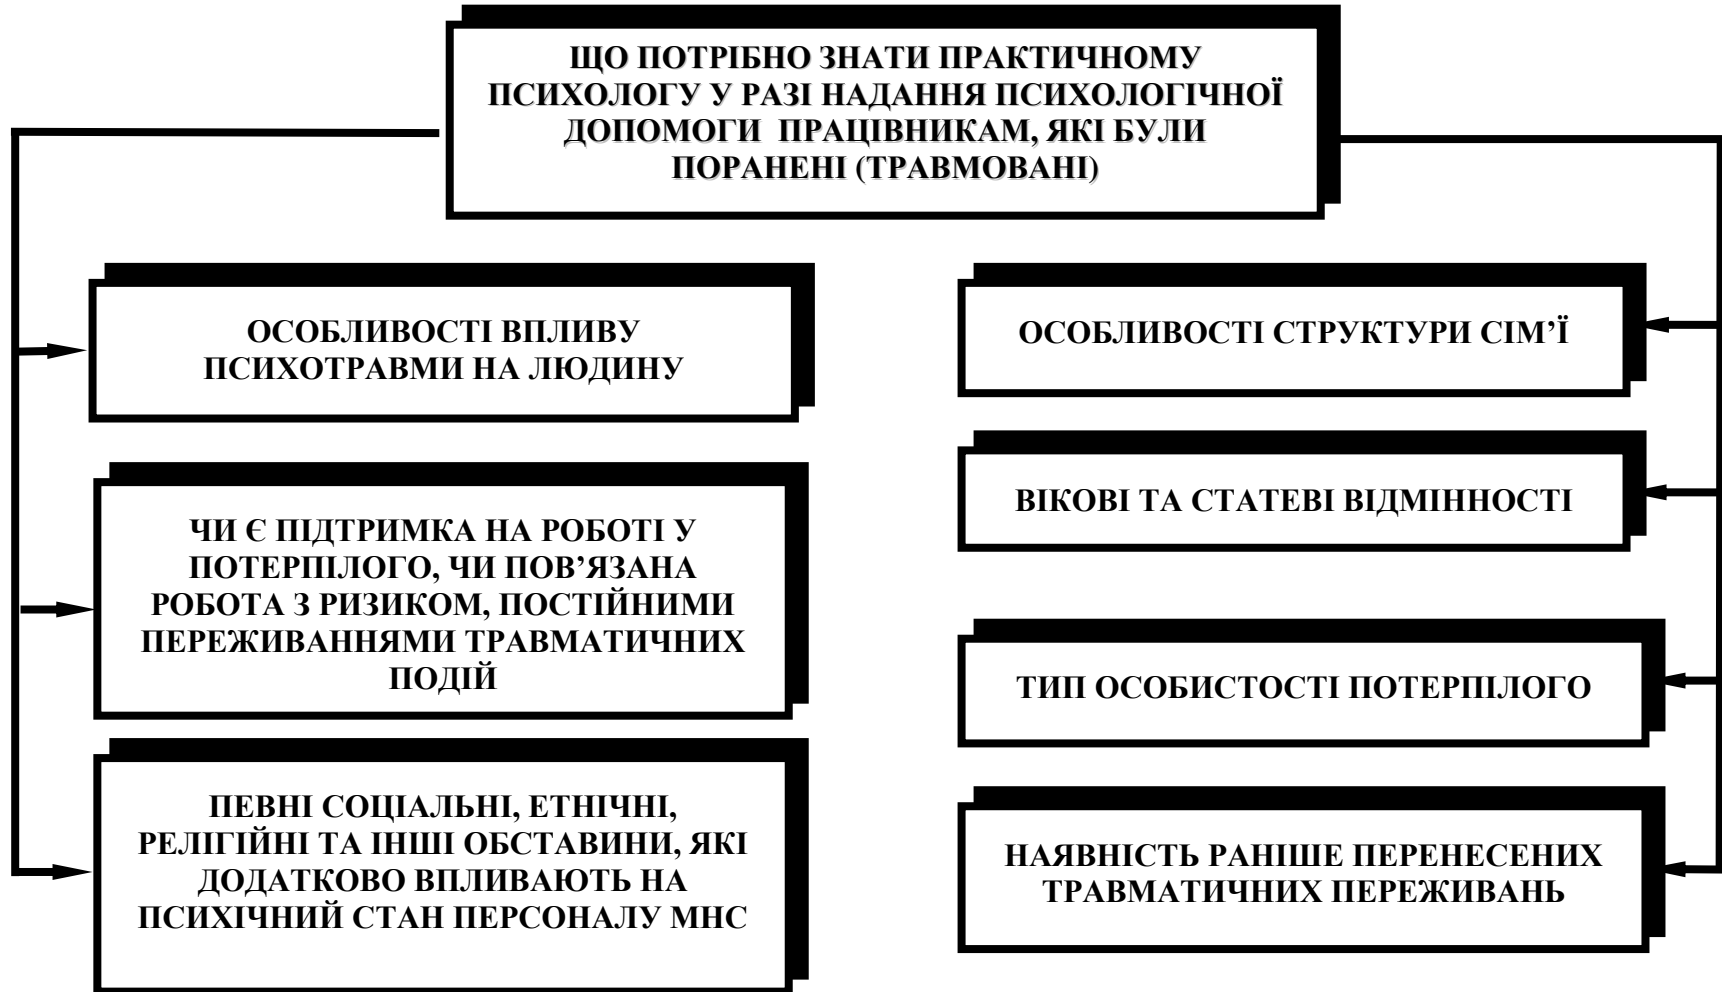 ЩО ПОТРІБНО ЗНАТИ ПРАКТИЧНОМУ
ПСИХОЛОГУ У РАЗІ НАДАННЯ ПСИХОЛОГІЧНОЇ
ДОПОМОГИ ПРАЦІВНИКАМ, ЯКІ БУЛИ
ПОРАНЕНІ (ТРАВМОВАНІ)
ОСОБЛИВОСТІ ВПЛИВУ
ПСИХОТРАВМИ НА ЛЮДИНУ
ЧИ Є ПІДТРИМКА НА РОБОТІ У
ПОТЕРПІЛОГО, ЧИ ПОВ’ЯЗАНА
РОБОТА З РИЗИКОМ, ПОСТІЙНИМИ
ПЕРЕЖИВАННЯМИ ТРАВМАТИЧНИХ
ПОДІЙ
ПЕВНІ СОЦІАЛЬНІ, ЕТНІЧНІ,
РЕЛІГІЙНІ ТА ІНШІ ОБСТАВИНИ, ЯКІ
ДОДАТКОВО ВПЛИВАЮТЬ НА
ПСИХІЧНИЙ СТАН ПЕРСОНАЛУ МНС
ОСОБЛИВОСТІ СТРУКТУРИ СІМ’Ї
ВІКОВІ ТА СТАТЕВІ ВІДМІННОСТІ
ТИП ОСОБИСТОСТІ ПОТЕРПІЛОГО
НАЯВНІСТЬ РАНІШЕ ПЕРЕНЕСЕНИХ
ТРАВМАТИЧНИХ ПЕРЕЖИВАНЬ